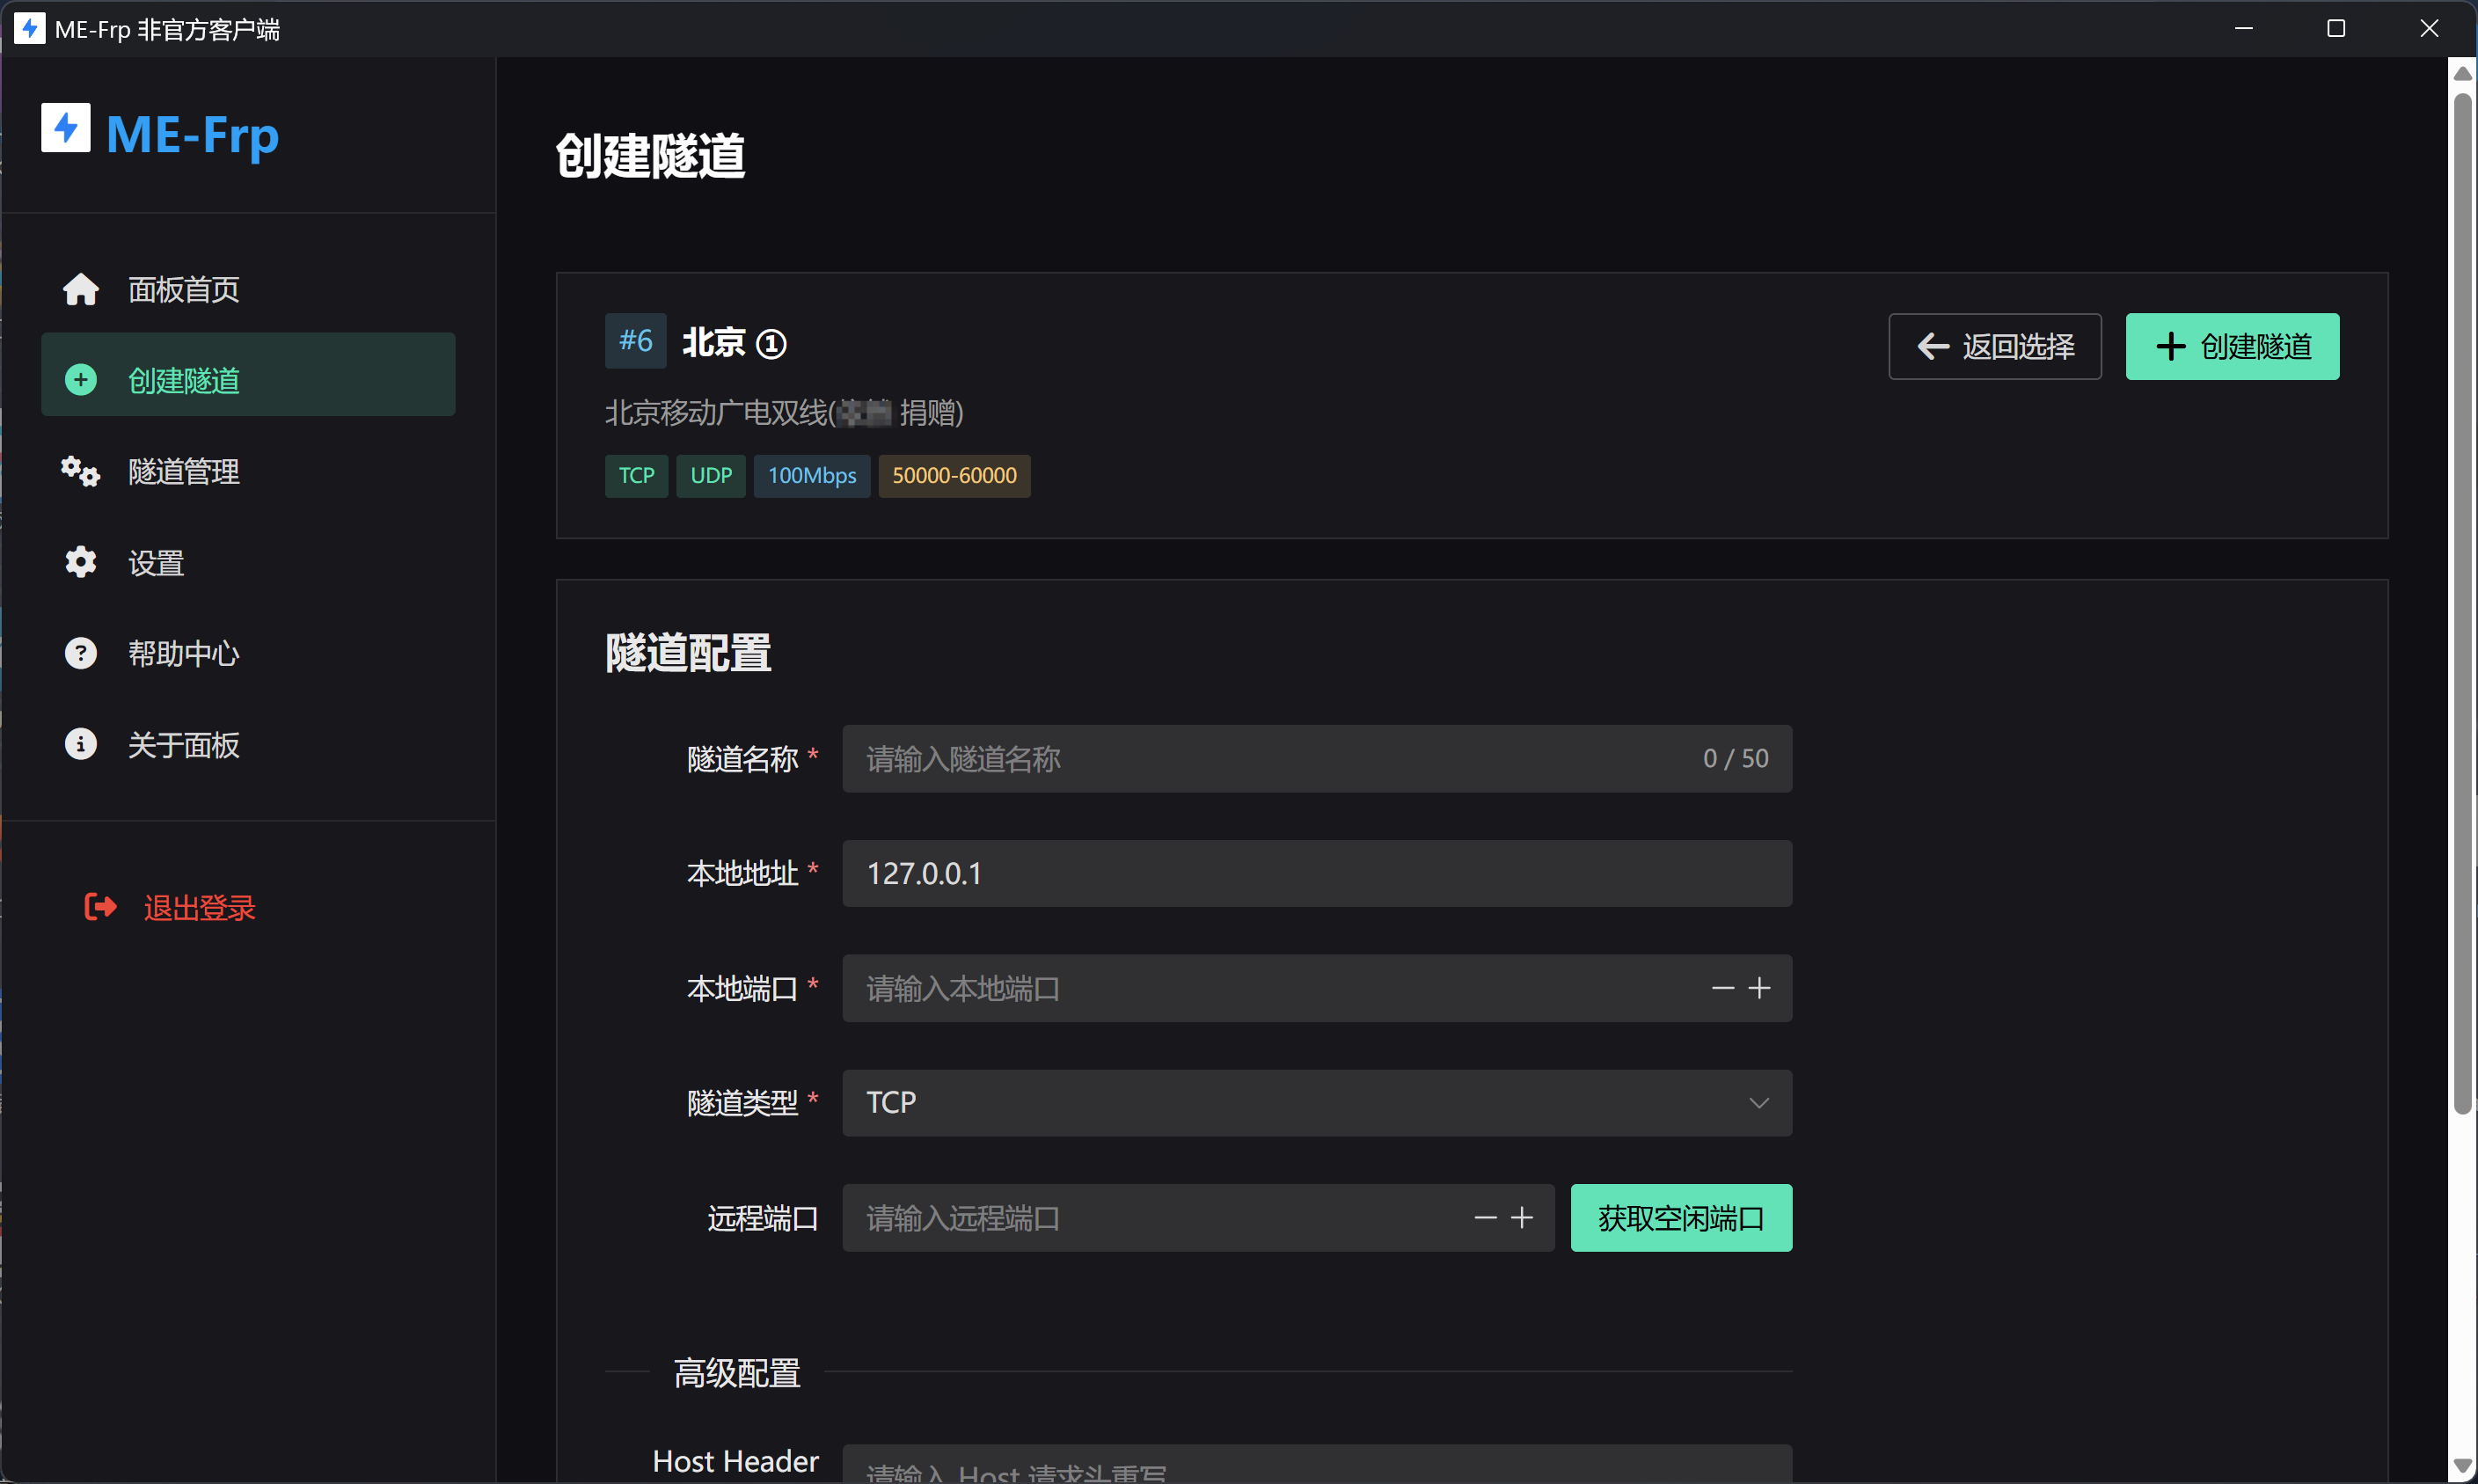 ME-Frp 非官方客户端
ME-Frp
面板首页
创建隧道
隧道管理
设置
帮助中心
关于面板
退出登录
创建隧道
#6 北京 ①
返回选择
创建隧道
北京移动广电双线( 捐赠)
TCP UDP 100Mbps 50000-60000
隧道配置
隧道名称 * 请输入隧道名称 0 / 50
本地地址 * 127.0.0.1
本地端口 * 请输入本地端口
隧道类型 * TCP
远程端口 请输入远程端口 获取空闲端口
高级配置
Host Header 请输入 Host 请求头重写